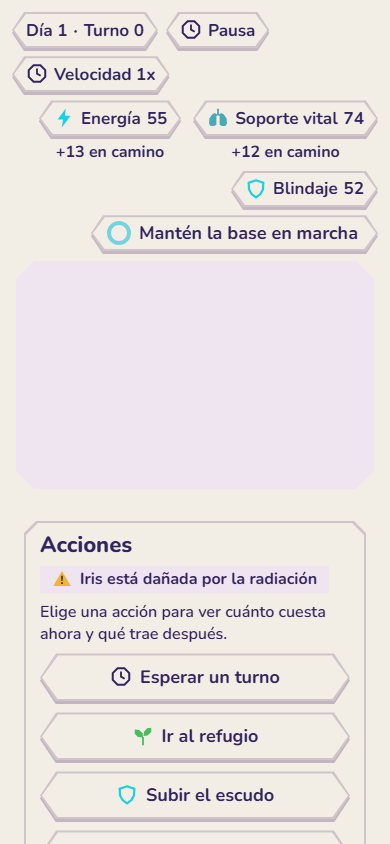 Día 1 · Turno 0
Pausa
Velocidad 1x
Energía 55
Soporte vital 74
+13 en camino
+12 en camino
Blindaje 52
Mantén la base en marcha
Acciones
Iris está dañada por la radiación
Elige una acción para ver cuánto cuesta
ahora y qué trae después.
Esperar un turno
Ir al refugio
Subir el escudo